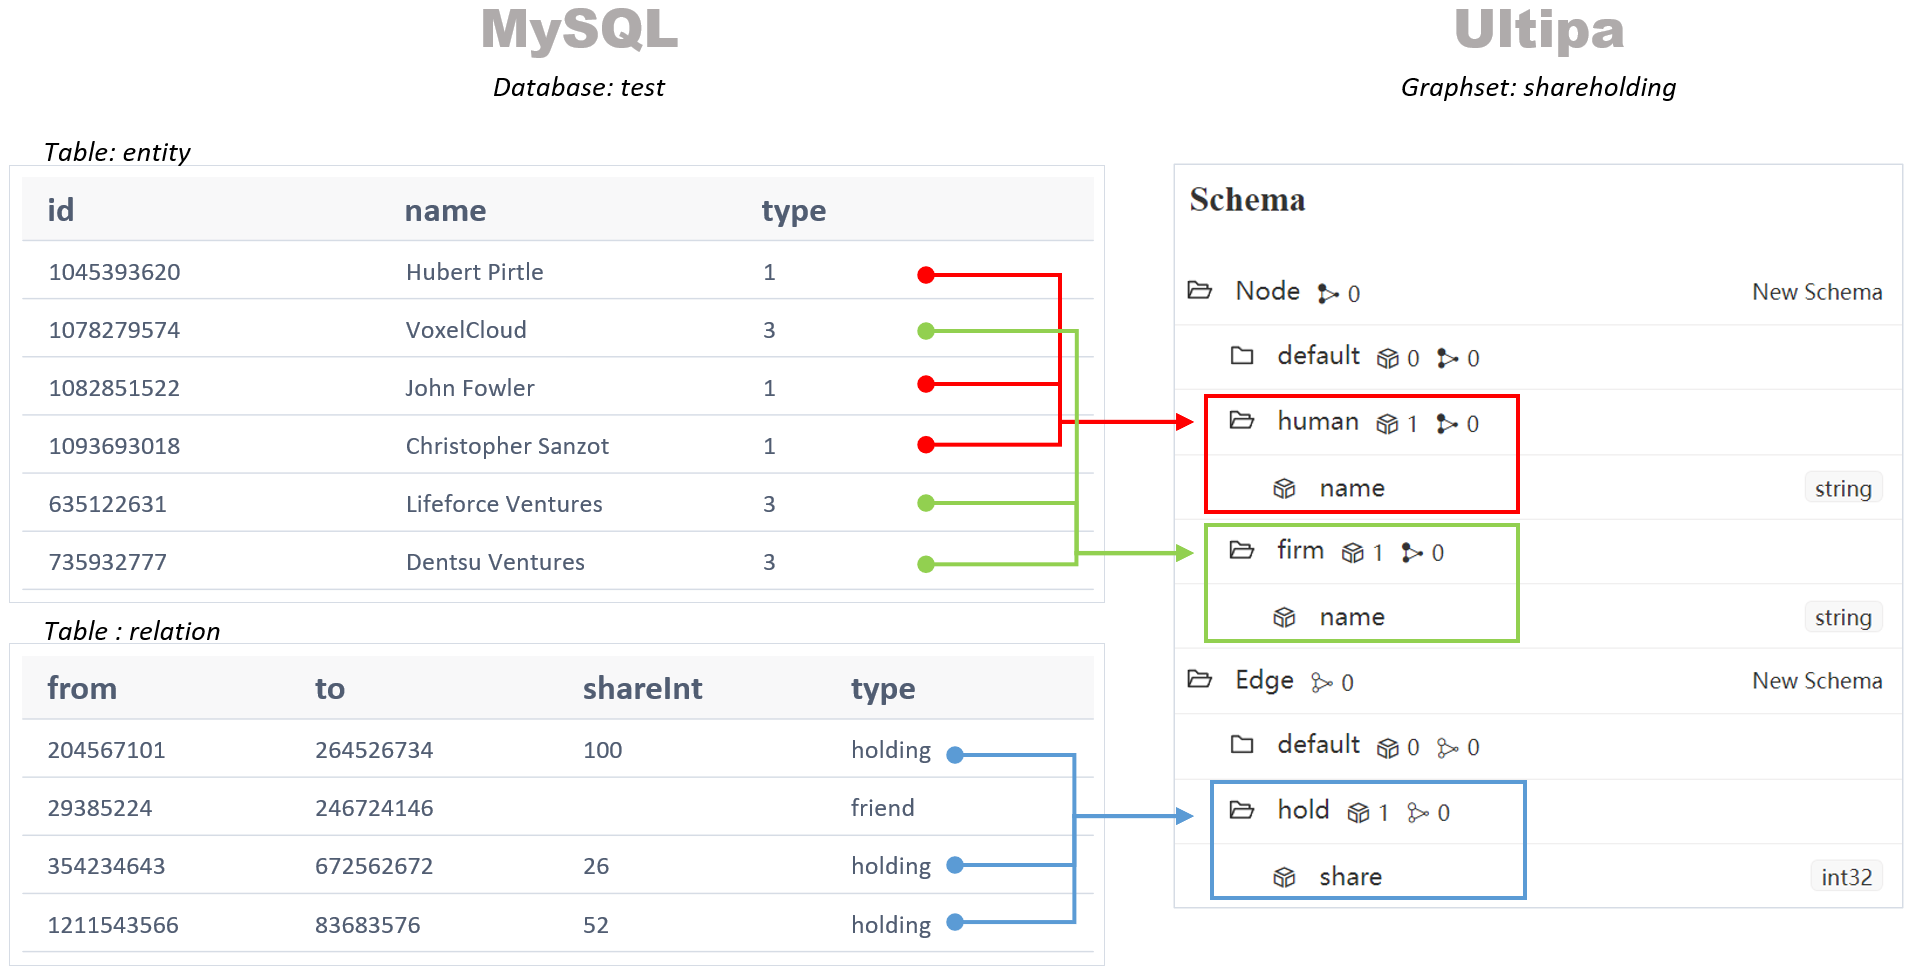 MySQL
Database: test
Table: entity
id name type
1045393620 Hubert Pirtle 1
1078279574 VoxelCloud 3
1082851522 John Fowler 1
1093693018 Christopher Sanzot 1
635122631 Lifeforce Ventures 3
735932777 Dentsu Ventures 3
Table : relation
from to shareInt type
204567101 264526734 100 holding
29385224 246724146 friend
354234643 672562672 26 holding
1211543566 83683576 52 holding
Ultipa
Graphset: shareholding
Schema
Node 0 New Schema
default 0 0
human 1 0
name string
firm 1 0
name string
Edge 0 New Schema
default 0 0
hold 1 0
share int32